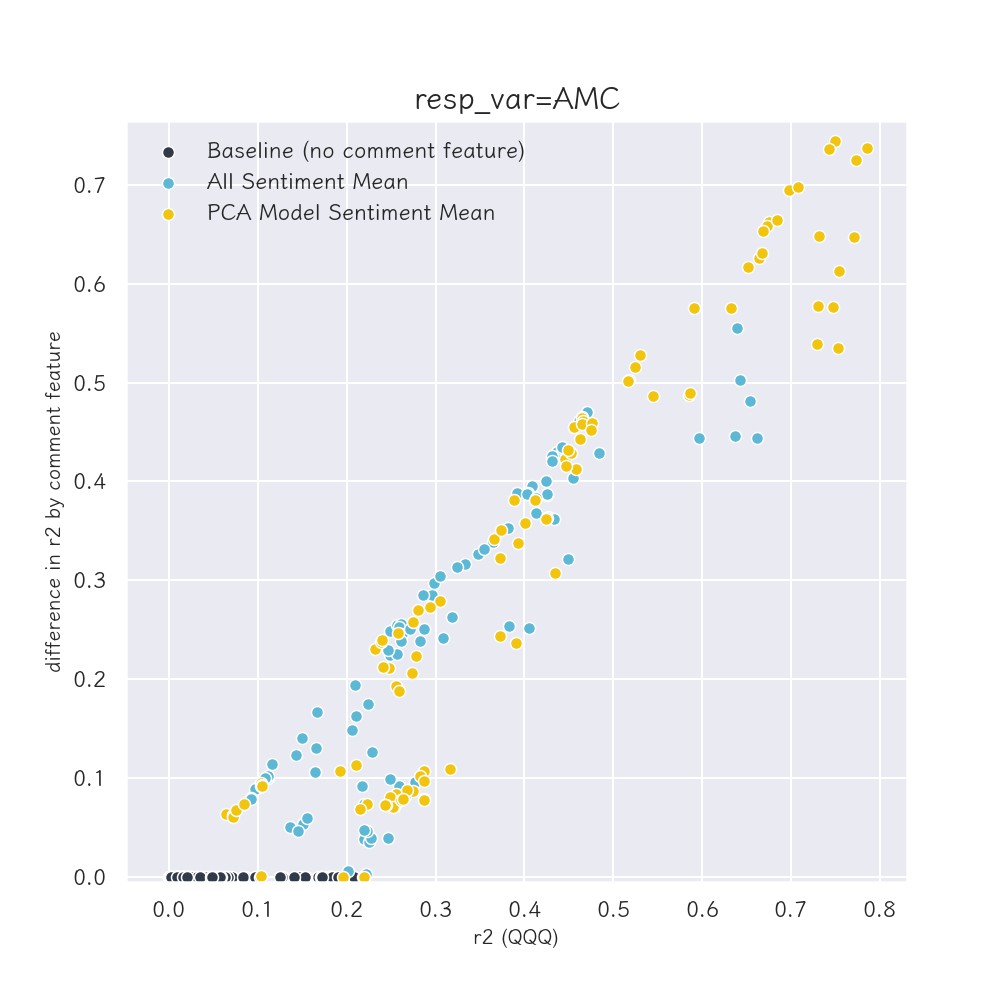 resp_var=AMC
Baseline (no comment feature)
All Sentiment Mean
PCA Model Sentiment Mean
difference in r2 by comment feature
0.7
0.6
0.5
0.4
0.3
0.2
0.1
0.0
0.0 0.1 0.2 0.3 0.4 0.5 0.6 0.7 0.8
r2 (QQQ)